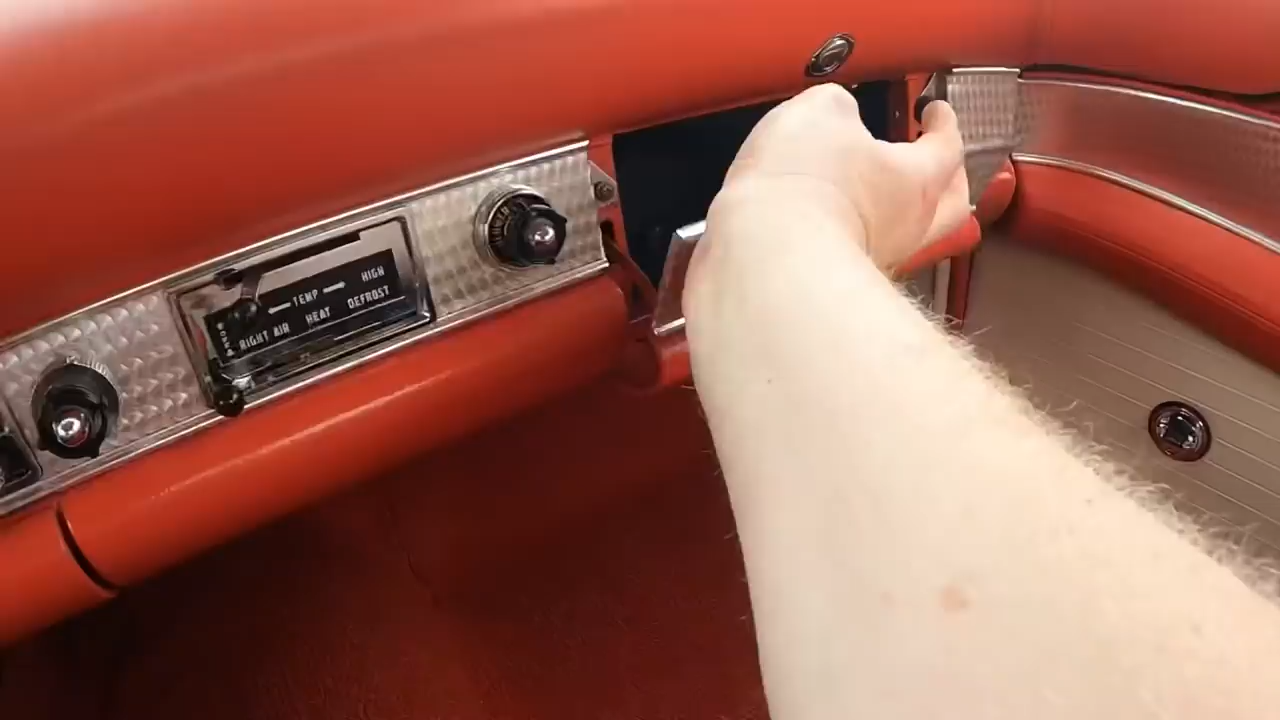 HIGH
← TEMP →
DEFROST
HEAT
RIGHT AIR